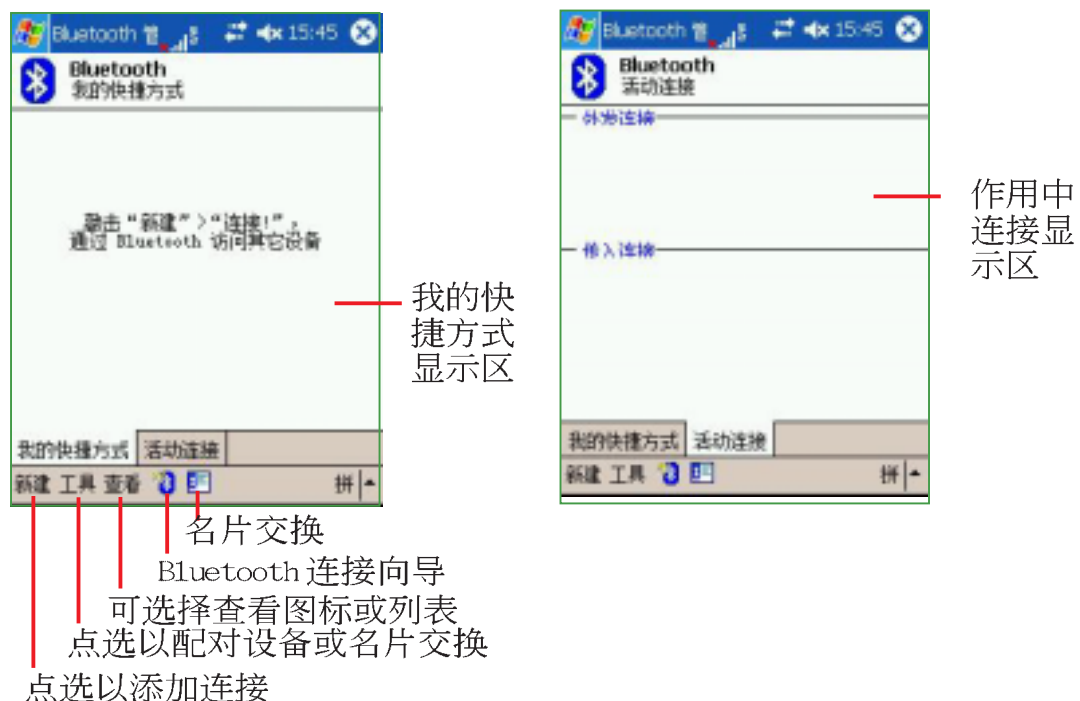 Bluetooth 管 15:45
Bluetooth
我的快捷方式
敲击“新建”>“连接!”，
通过 Bluetooth 访问其它设备
我的快捷方式 活动连接
新建 工具 查看 拼
我的快
捷方式
显示区
名片交换
Bluetooth 连接向导
可选择查看图标或列表
点选以配对设备或名片交换
点选以添加连接
Bluetooth 管 15:45
Bluetooth
活动连接
外发连接
传入连接
我的快捷方式 活动连接
新建 工具 拼
作用中
连接显
示区